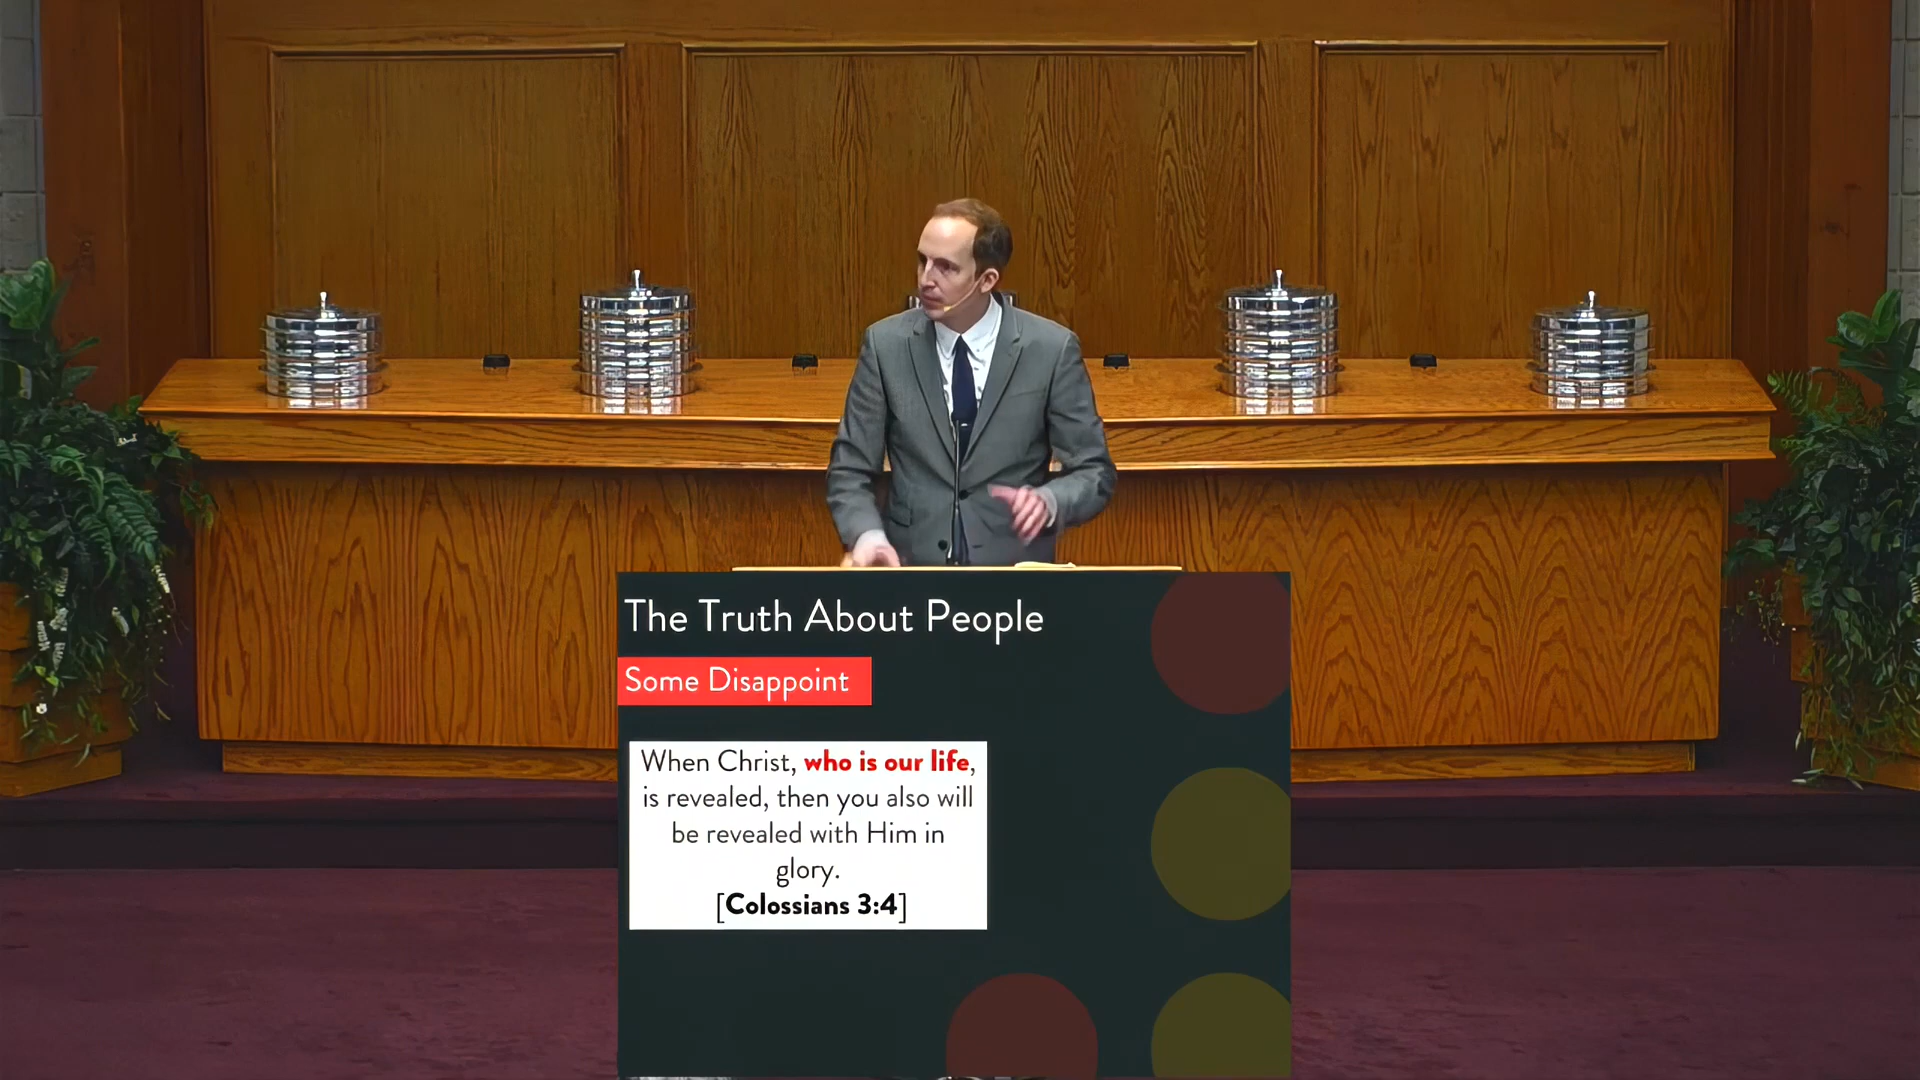 The Truth About People
Some Disappoint
When Christ, who is our life,
is revealed, then you also will
be revealed with Him in
glory.
[Colossians 3:4]